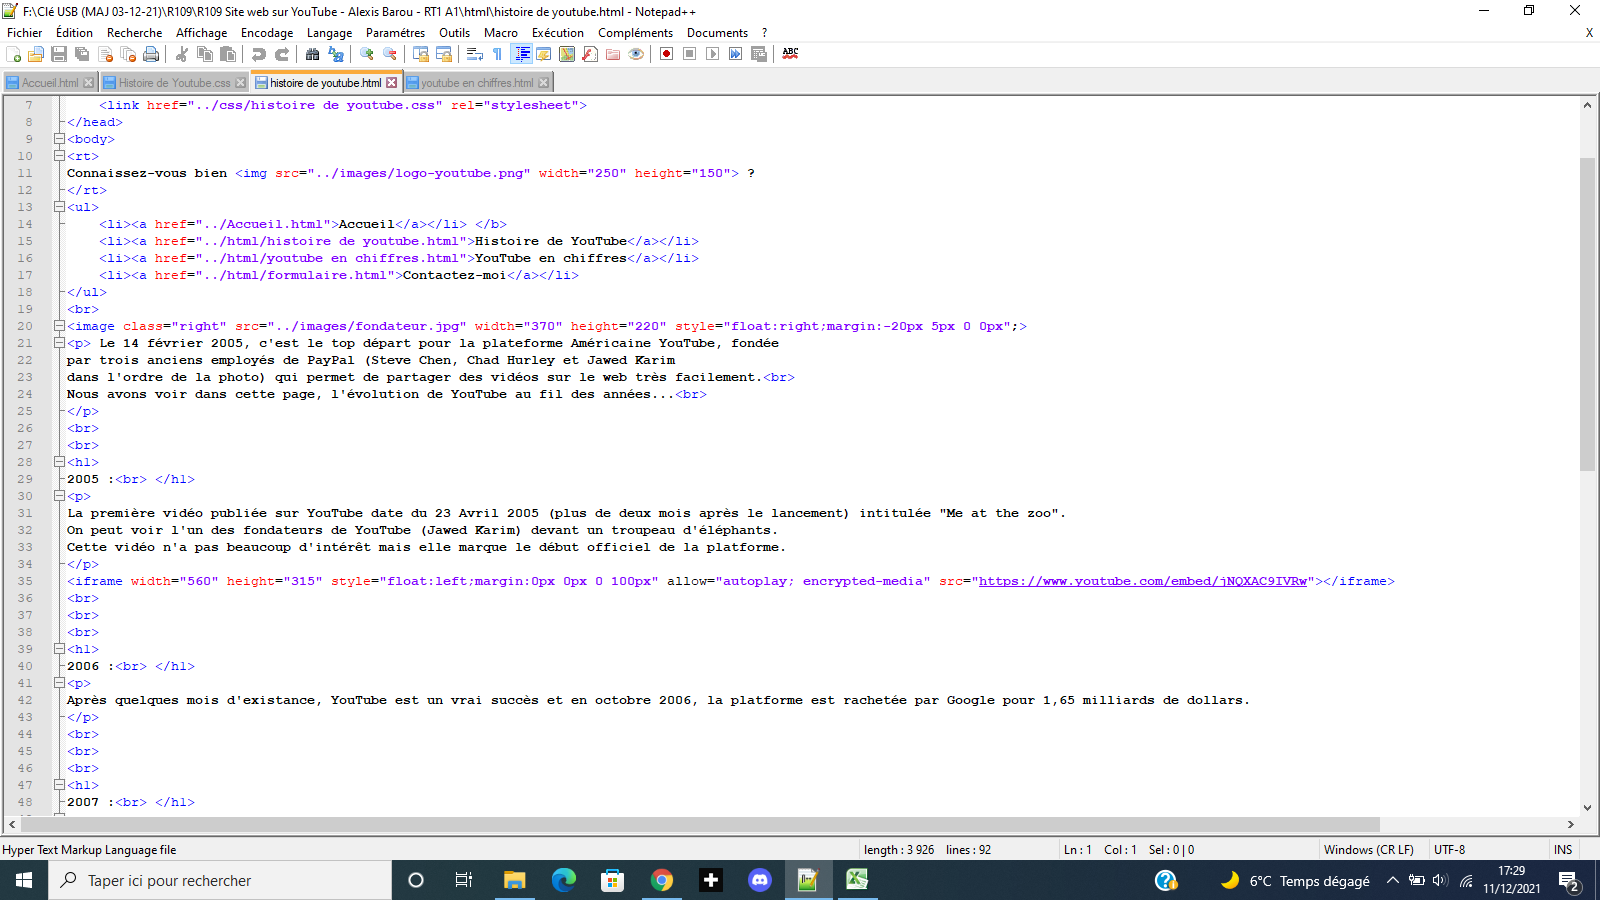 F:\Clé USB (MAJ 03-12-21)\R109\R109 Site web sur YouTube - Alexis Barou - RT1 A1\html\histoire de youtube.html - Notepad++
Fichier Édition Recherche Affichage Encodage Langage Paramètres Outils Macro Exécution Compléments Documents ? X
ABC
Accueil.html Histoire de Youtube.css histoire de youtube.html youtube en chiffres.html
7 <link href="../css/histoire de youtube.css" rel="stylesheet">
8 </head>
9 <body>
10 <rt>
11 Connaissez-vous bien <img src="../images/logo-youtube.png" width="250" height="150"> ?
12 </rt>
13 <ul>
14 <li><a href="../Accueil.html">Accueil</a></li> </b>
15 <li><a href="../html/histoire de youtube.html">Histoire de YouTube</a></li>
16 <li><a href="../html/youtube en chiffres.html">YouTube en chiffres</a></li>
17 <li><a href="../html/formulaire.html">Contactez-moi</a></li>
18 </ul>
19 <br>
20 <image class="right" src="../images/fondateur.jpg" width="370" height="220" style="float:right;margin:-20px 5px 0 0px";>
21 <p> Le 14 février 2005, c'est le top départ pour la plateforme Américaine YouTube, fondée
22 par trois anciens employés de PayPal (Steve Chen, Chad Hurley et Jawed Karim
23 dans l'ordre de la photo) qui permet de partager des vidéos sur le web très facilement.<br>
24 Nous avons voir dans cette page, l'évolution de YouTube au fil des années...<br>
25 </p>
26 <br>
27 <br>
28 <h1>
29 2005 :<br> </h1>
30 <p>
31 La première vidéo publiée sur YouTube date du 23 Avril 2005 (plus de deux mois après le lancement) intitulée "Me at the zoo".
32 On peut voir l'un des fondateurs de YouTube (Jawed Karim) devant un troupeau d'éléphants.
33 Cette vidéo n'a pas beaucoup d'intérêt mais elle marque le début officiel de la platforme.
34 </p>
35 <iframe width="560" height="315" style="float:left;margin:0px 0px 0 100px" allow="autoplay; encrypted-media" src="https://www.youtube.com/embed/jNQXAC9IVRw"></iframe>
36 <br>
37 <br>
38 <br>
39 <h1>
40 2006 :<br> </h1>
41 <p>
42 Après quelques mois d'existance, YouTube est un vrai succès et en octobre 2006, la platforme est rachetée par Google pour 1,65 milliards de dollars.
43 </p>
44 <br>
45 <br>
46 <br>
47 <h1>
48 2007 :<br> </h1>
Hyper Text Markup Language file length : 3 926 lines : 92 Ln : 1 Col : 1 Sel : 0 | 0 Windows (CR LF) UTF-8 INS
Taper ici pour rechercher 6°C Temps dégagé 17:29
11/12/2021 2